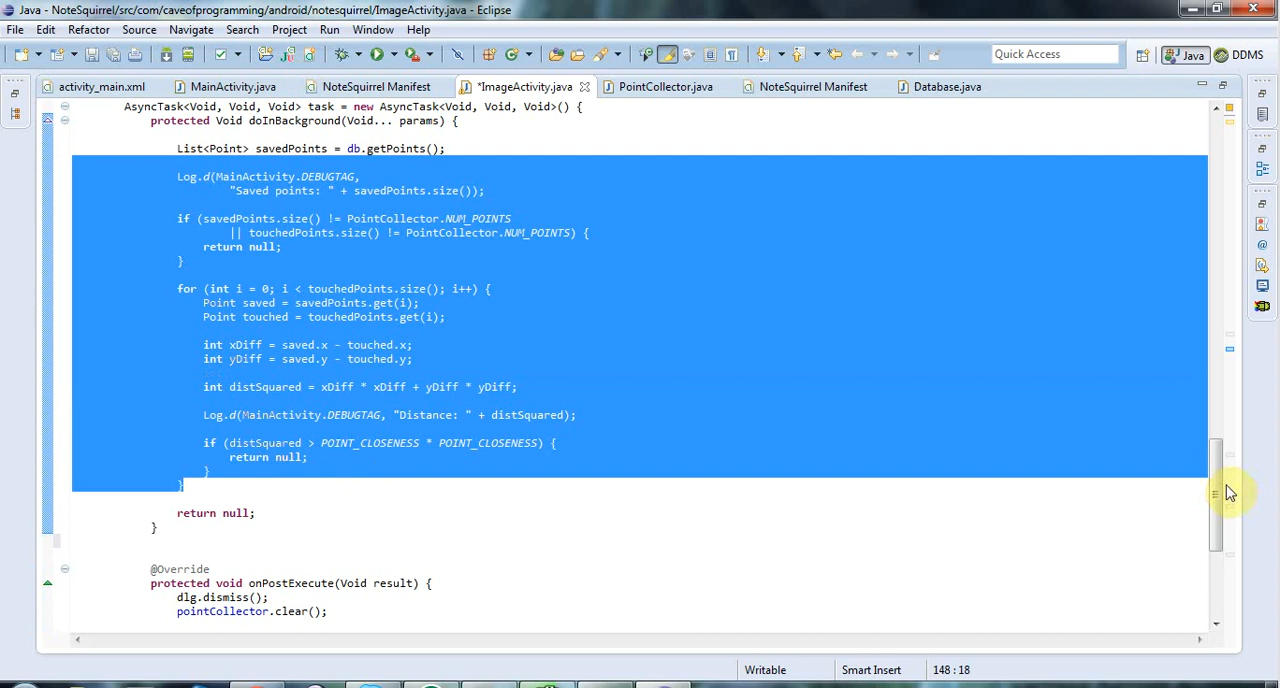 Java - NoteSquirrel/src/com/caveofprogramming/android/notesquirrel/ImageActivity.java - Eclipse
File Edit Refactor Source Navigate Search Project Run Window Help
Quick Access Java DDMS
activity_main.xml MainActivity.java NoteSquirrel Manifest *ImageActivity.java PointCollector.java NoteSquirrel Manifest Database.java
AsyncTask<Void, Void, Void> task = new AsyncTask<Void, Void, Void>() {
protected Void doInBackground(Void... params) {
List<Point> savedPoints = db.getPoints();
Log.d(MainActivity.DEBUGTAG,
"Saved points: " + savedPoints.size());
if (savedPoints.size() != PointCollector.NUM_POINTS
|| touchedPoints.size() != PointCollector.NUM_POINTS) {
return null;
}
for (int i = 0; i < touchedPoints.size(); i++) {
Point saved = savedPoints.get(i);
Point touched = touchedPoints.get(i);
int xDiff = saved.x - touched.x;
int yDiff = saved.y - touched.y;
int distSquared = xDiff * xDiff + yDiff * yDiff;
Log.d(MainActivity.DEBUGTAG, "Distance: " + distSquared);
if (distSquared > POINT_CLOSENESS * POINT_CLOSENESS) {
return null;
}
}
return null;
}
@Override
protected void onPostExecute(Void result) {
dlg.dismiss();
pointCollector.clear();
Writable Smart Insert 148 : 18